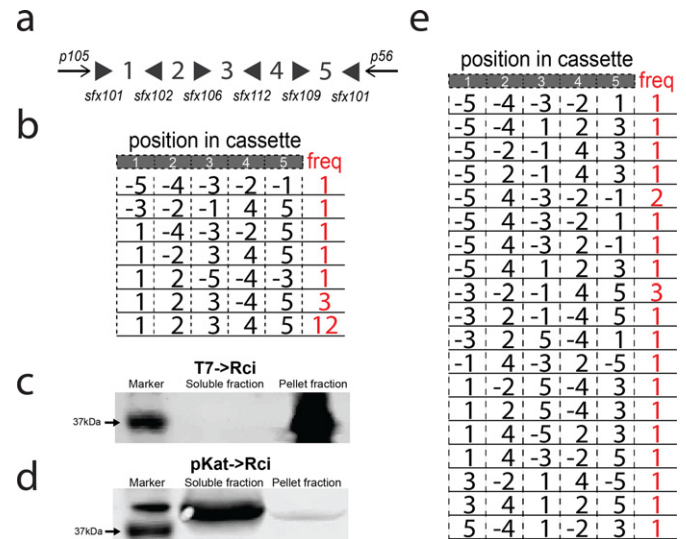 a
p105 1 2 3 4 5 p56
sfx101 sfx102 sfx106 sfx112 sfx109 sfx101
b
position in cassette
1 2 3 4 5 freq
-5 -4 -3 -2 -1 1
-3 -2 -1 4 5 1
1 -4 -3 -2 5 1
1 -2 3 4 5 1
1 2 -5 -4 -3 1
1 2 3 -4 5 3
1 2 3 4 5 12
c
T7->Rci
Marker Soluble fraction Pellet fraction
37kDa
d
pKat->Rci
Marker Soluble fraction Pellet fraction
37kDa
e
position in cassette
1 2 3 4 5 freq
-5 -4 -3 -2 1 1
-5 -4 1 2 3 1
-5 -2 -1 4 3 1
-5 2 -1 4 3 1
-5 4 -3 -2 -1 2
-5 4 -3 -2 1 1
-5 4 -3 2 -1 1
-5 4 1 2 3 1
-3 -2 -1 4 5 3
-3 2 -1 -4 5 1
-3 2 5 -4 1 1
-1 4 -3 2 -5 1
1 -2 5 -4 3 1
1 2 5 -4 3 1
1 4 -5 2 3 1
1 4 -3 -2 5 1
3 -2 1 4 -5 1
3 4 1 2 5 1
5 -4 1 -2 3 1